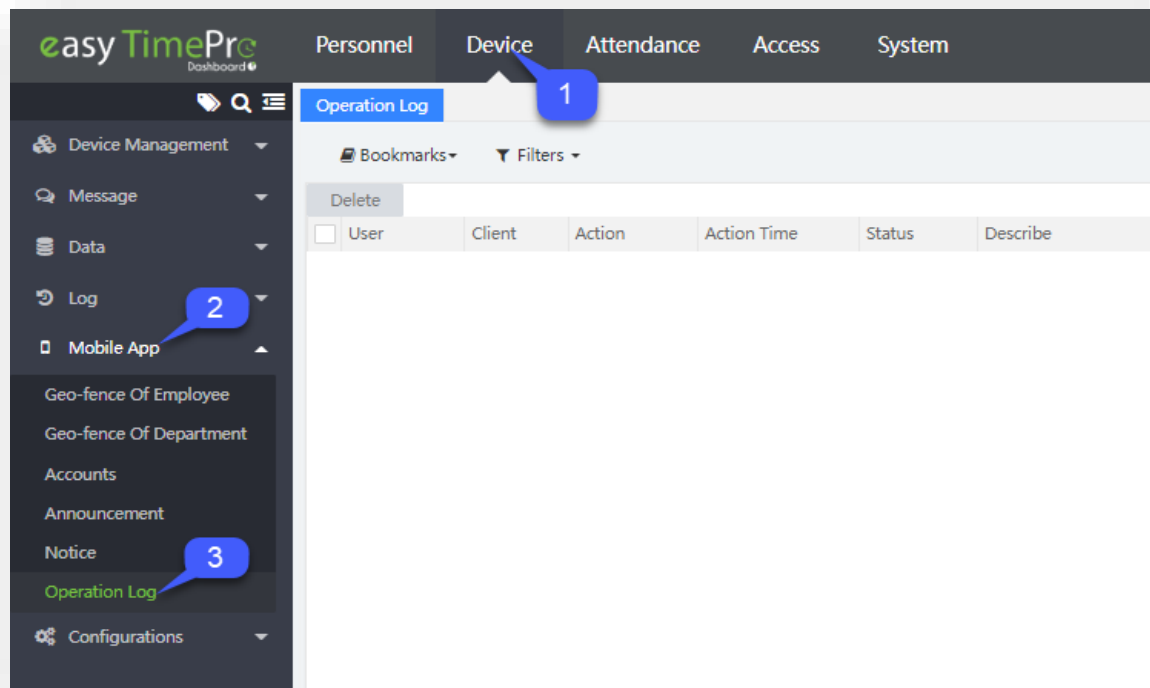 easy TimePro
Dashboard
Personnel Device Attendance Access System
1
Operation Log
Device Management
Bookmarks Filters
Message
Delete
User Client Action Action Time Status Describe
Data
Log
2
Mobile App
Geo-fence Of Employee
Geo-fence Of Department
Accounts
Announcement
Notice
3
Operation Log
Configurations